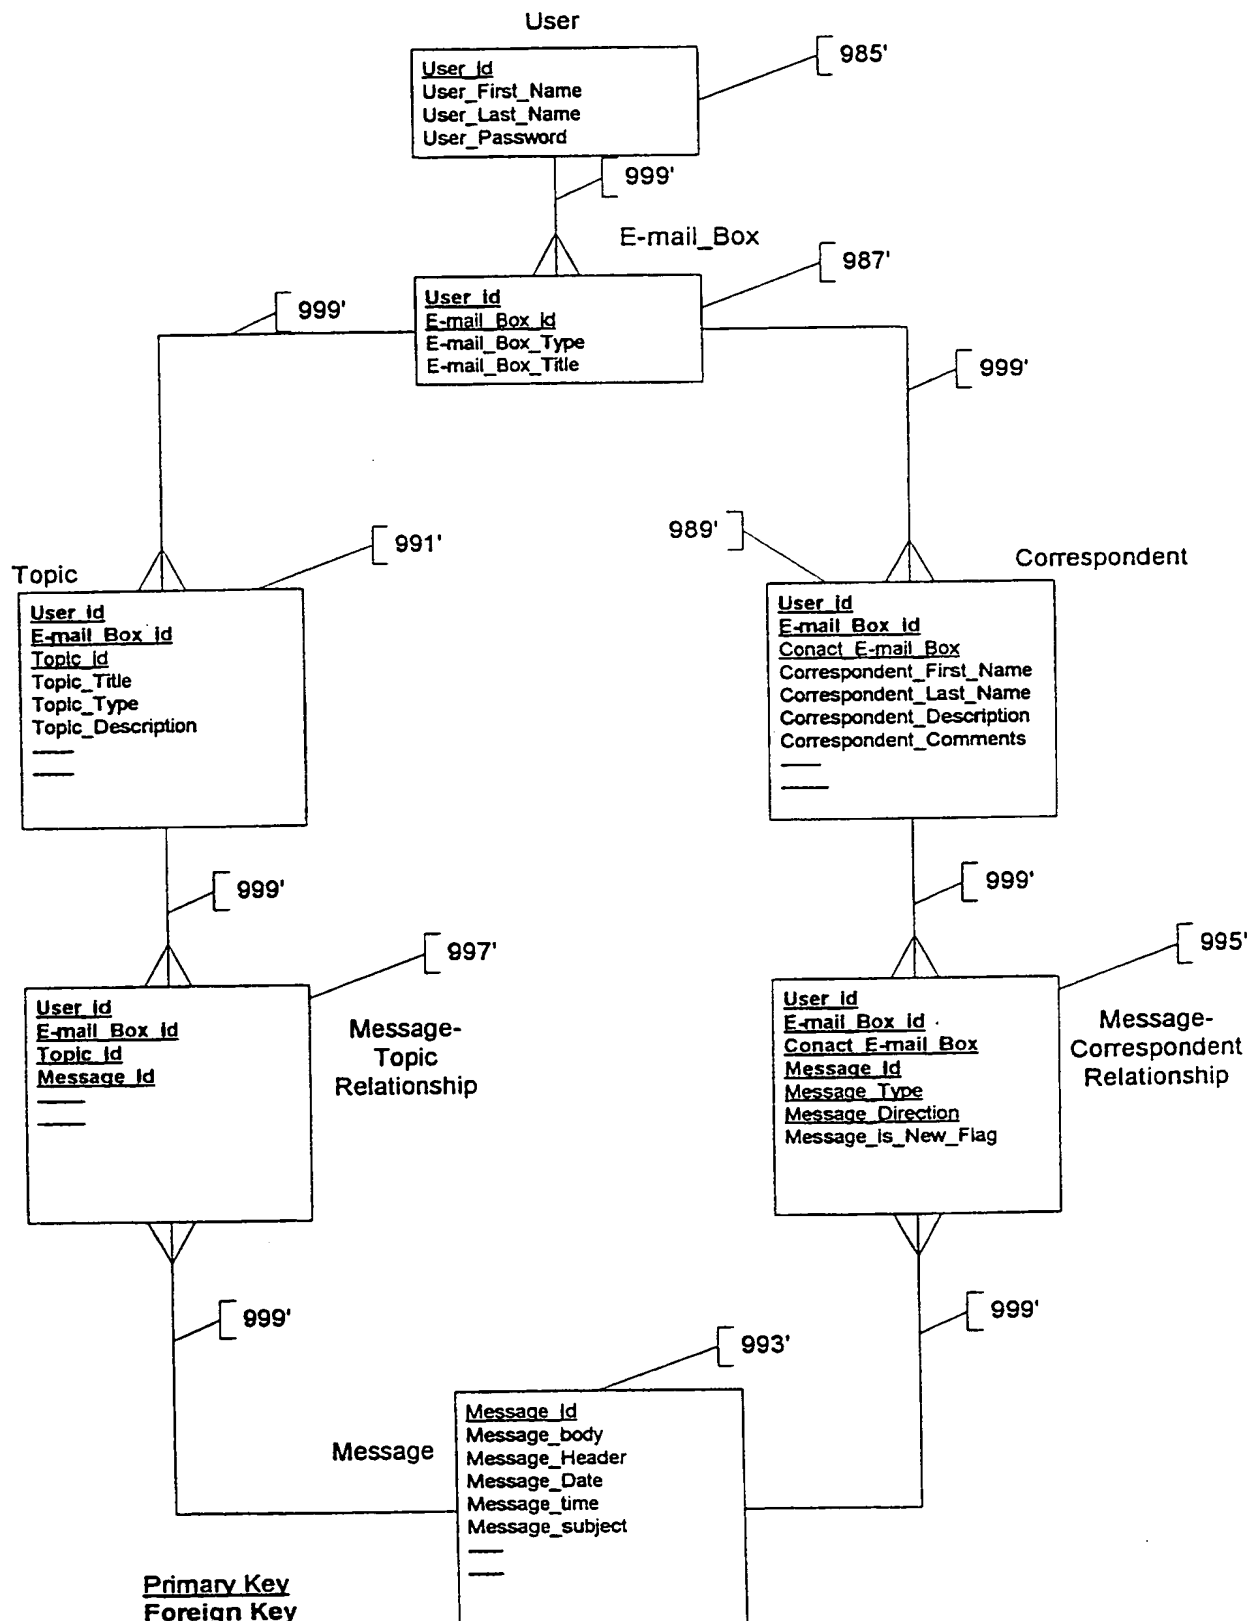 User
985'
User_id
User_First_Name
User_Last_Name
User_Password
999'
E-mail_Box
987'
User_id
E-mail_Box_id
E-mail_Box_Type
E-mail_Box_Title
999'
999'
991'
989'
Topic
Correspondent
User_id
E-mail_Box_id
Topic_id
Topic_Title
Topic_Type
Topic_Description
User_id
E-mail_Box_id
Conact_E-mail_Box
Correspondent_First_Name
Correspondent_Last_Name
Correspondent_Description
Correspondent_Comments
999'
999'
997'
995'
User_id
E-mail_Box_id
Topic_id
Message_id
Message-
Topic
Relationship
User_id
E-mail_Box_id
Conact_E-mail_Box
Message_id
Message_Type
Message_Direction
Message_is_New_Flag
Message-
Correspondent
Relationship
999'
999'
993'
Message
Message_id
Message_body
Message_Header
Message_Date
Message_time
Message_subject
Primary Key
Foreign Key